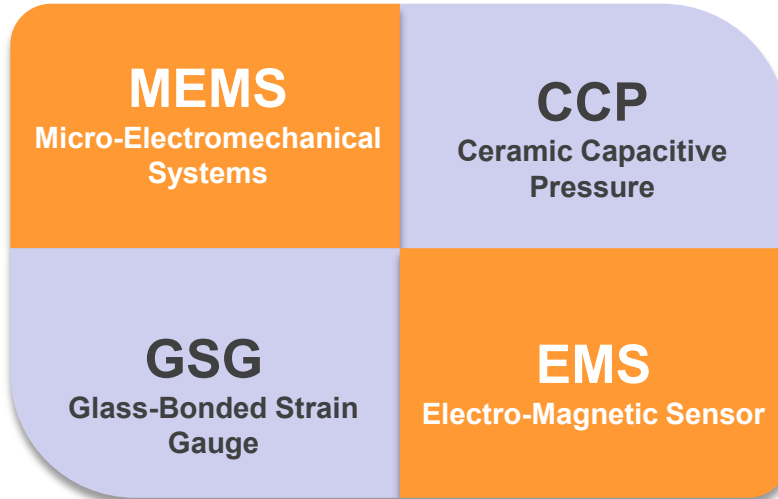 MEMS
Micro-Electromechanical
Systems
CCP
Ceramic Capacitive
Pressure
GSG
Glass-Bonded Strain
Gauge
EMS
Electro-Magnetic Sensor